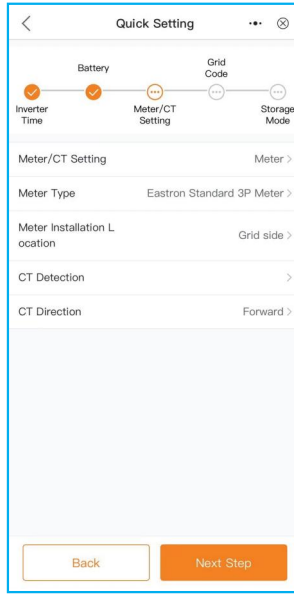 Quick Setting
Battery
Grid
Code
Inverter
Time
Meter/CT
Setting
Storage
Mode
Meter/CT Setting
Meter >
Meter Type
Eastron Standard 3P Meter >
Meter Installation L
ocation
Grid side >
CT Detection
>
CT Direction
Forward >
Back
Next Step